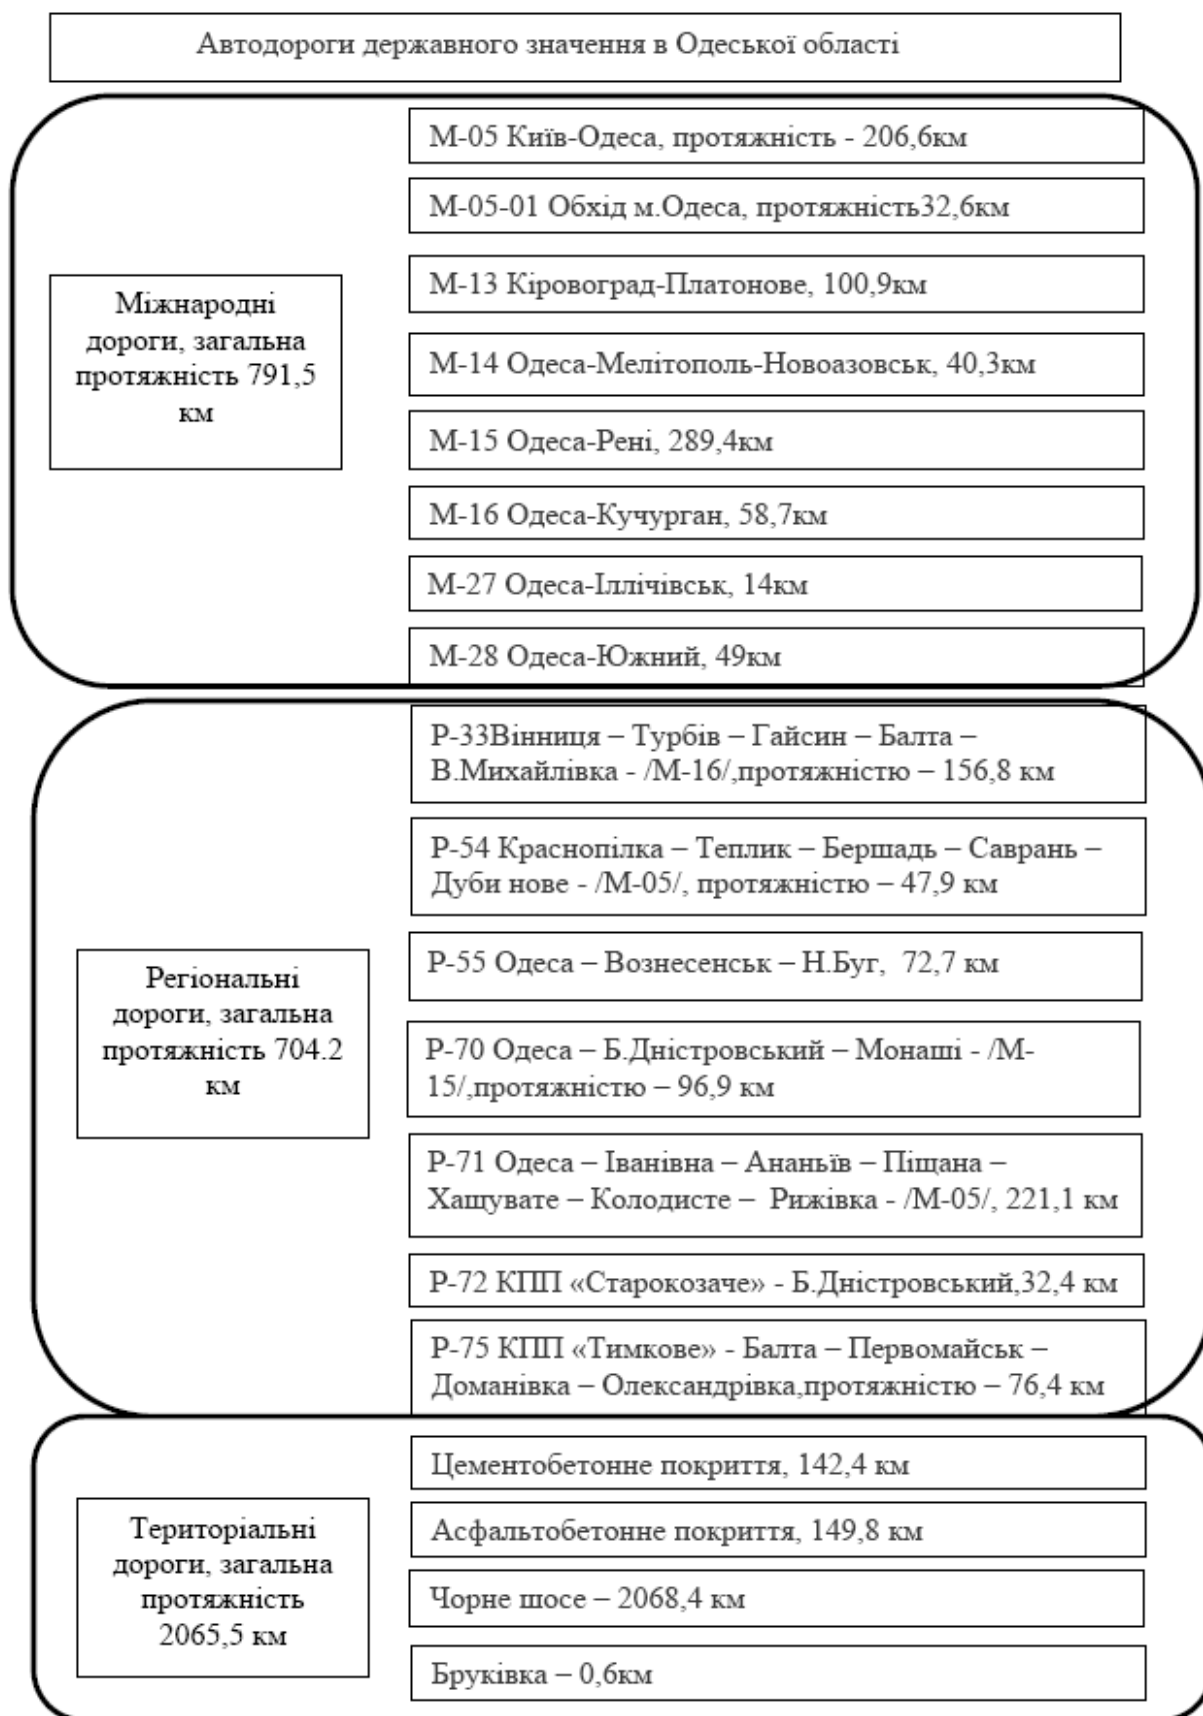 Автодороги державного значення в Одеської області
Міжнародні
дороги, загальна
протяжність 791,5
км
М-05 Київ-Одеса, протяжність - 206,6км
М-05-01 Обхід м.Одеса, протяжність32,6км
М-13 Кіровоград-Платонове, 100,9км
М-14 Одеса-Мелітополь-Новоазовськ, 40,3км
М-15 Одеса-Рені, 289,4км
М-16 Одеса-Кучурган, 58,7км
М-27 Одеса-Іллічівськ, 14км
М-28 Одеса-Южний, 49км
Регіональні
дороги, загальна
протяжність 704.2
км
Р-33Вінниця – Турбів – Гайсин – Балта –
В.Михайлівка - /М-16/,протяжністю – 156,8 км
Р-54 Краснопілка – Теплик – Бершадь – Саврань –
Дуби нове - /М-05/, протяжністю – 47,9 км
Р-55 Одеса – Вознесенськ – Н.Буг, 72,7 км
Р-70 Одеса – Б.Дністровський – Монаші - /М-
15/,протяжністю – 96,9 км
Р-71 Одеса – Іванівна – Ананьїв – Піщана –
Хащувате – Колодисте – Рижівка - /М-05/, 221,1 км
Р-72 КПП «Старокозаче» - Б.Дністровський,32,4 км
Р-75 КПП «Тимкове» - Балта – Первомайськ –
Доманівка – Олександрівка,протяжністю – 76,4 км
Територіальні
дороги, загальна
протяжність
2065,5 км
Цементобетонне покриття, 142,4 км
Асфальтобетонне покриття, 149,8 км
Чорне шосе – 2068,4 км
Бруківка – 0,6км